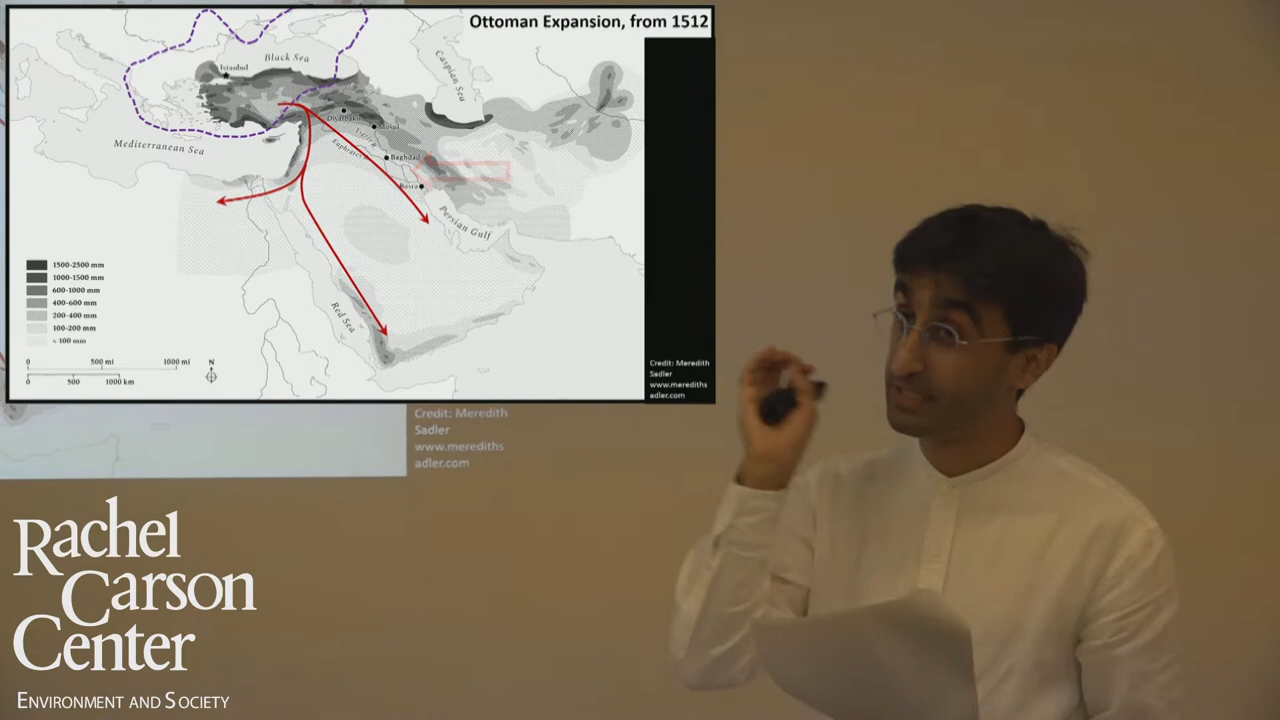 Ottoman Expansion, from 1512
Black Sea
Istanbul
Caspian Sea
Diyarbakir
Mosul
Mediterranean Sea
Tigris R.
Euphrates R.
Baghdad
Basra
Persian Gulf
Red Sea
1500-2500 mm
1000-1500 mm
600-1000 mm
400-600 mm
200-400 mm
100-200 mm
< 100 mm
0 500 mi 1000 mi
0 500 1000 km
N
Credit: Meredith
Sadler
www.merediths
adler.com
Credit: Meredith
Sadler
www.merediths
adler.com
Rachel
Carson
Center
ENVIRONMENT AND SOCIETY